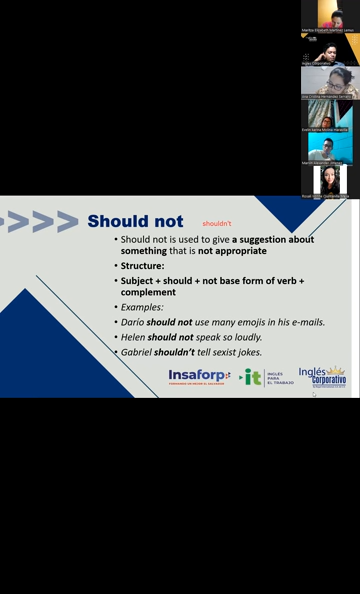 Should not
shouldn't
• Should not is used to give a suggestion about
something that is not appropriate
• Structure:
• Subject + should + not base form of verb +
complement
• Examples:
• Darío should not use many emojis in his e-mails.
• Helen should not speak so loudly.
• Gabriel shouldn't tell sexist jokes.
Insaforp
it
INGLÉS
PARA
EL TRABAJO
Inglés
Corporativo